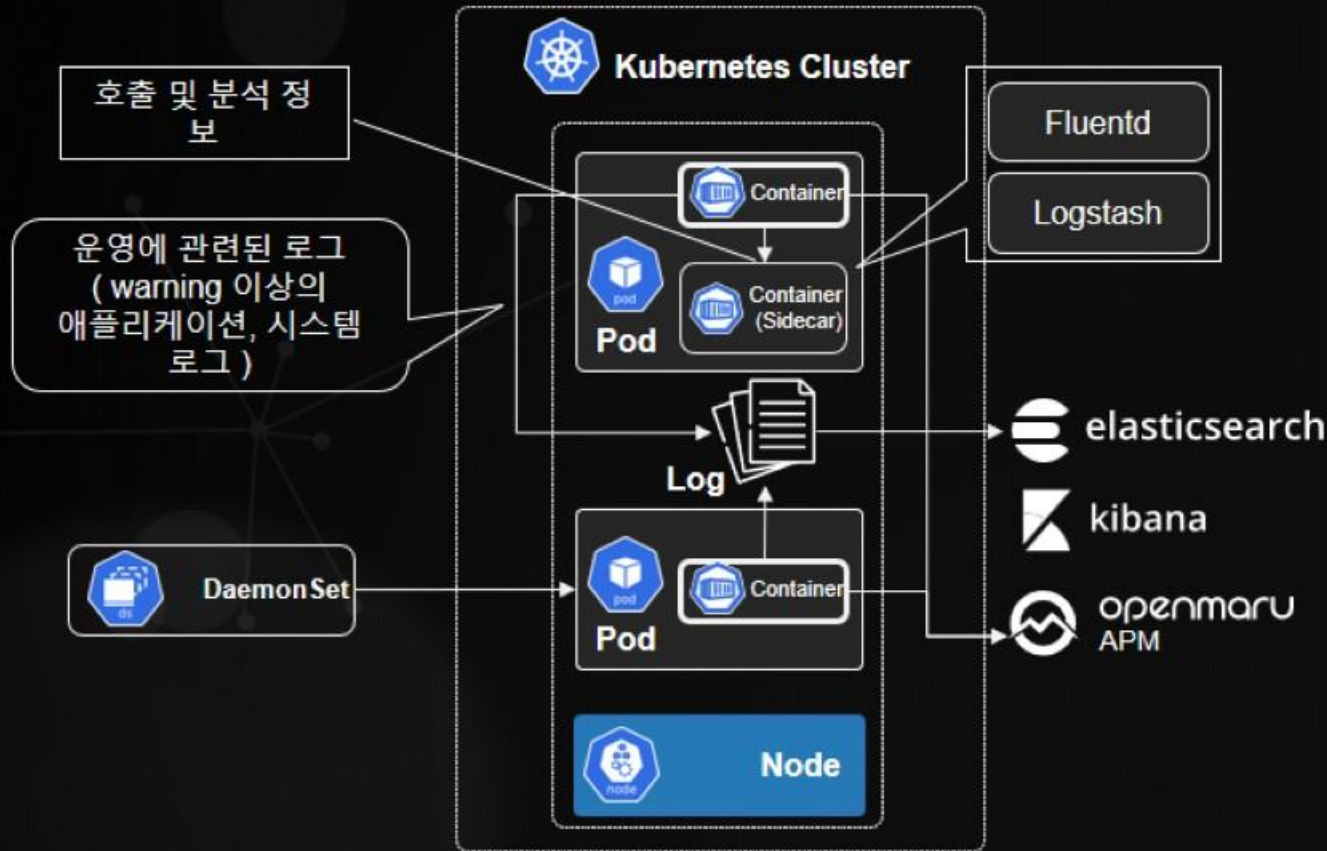 Kubernetes Cluster
호출 및 분석 정
보
Fluentd
Logstash
Container
운영에 관련된 로그
( warning 이상의
애플리케이션, 시스템
로그 )
pod
Pod
Container
(Sidecar)
elasticsearch
Log
kibana
ds
DaemonSet
pod
Pod
Container
openmaru
APM
node
Node